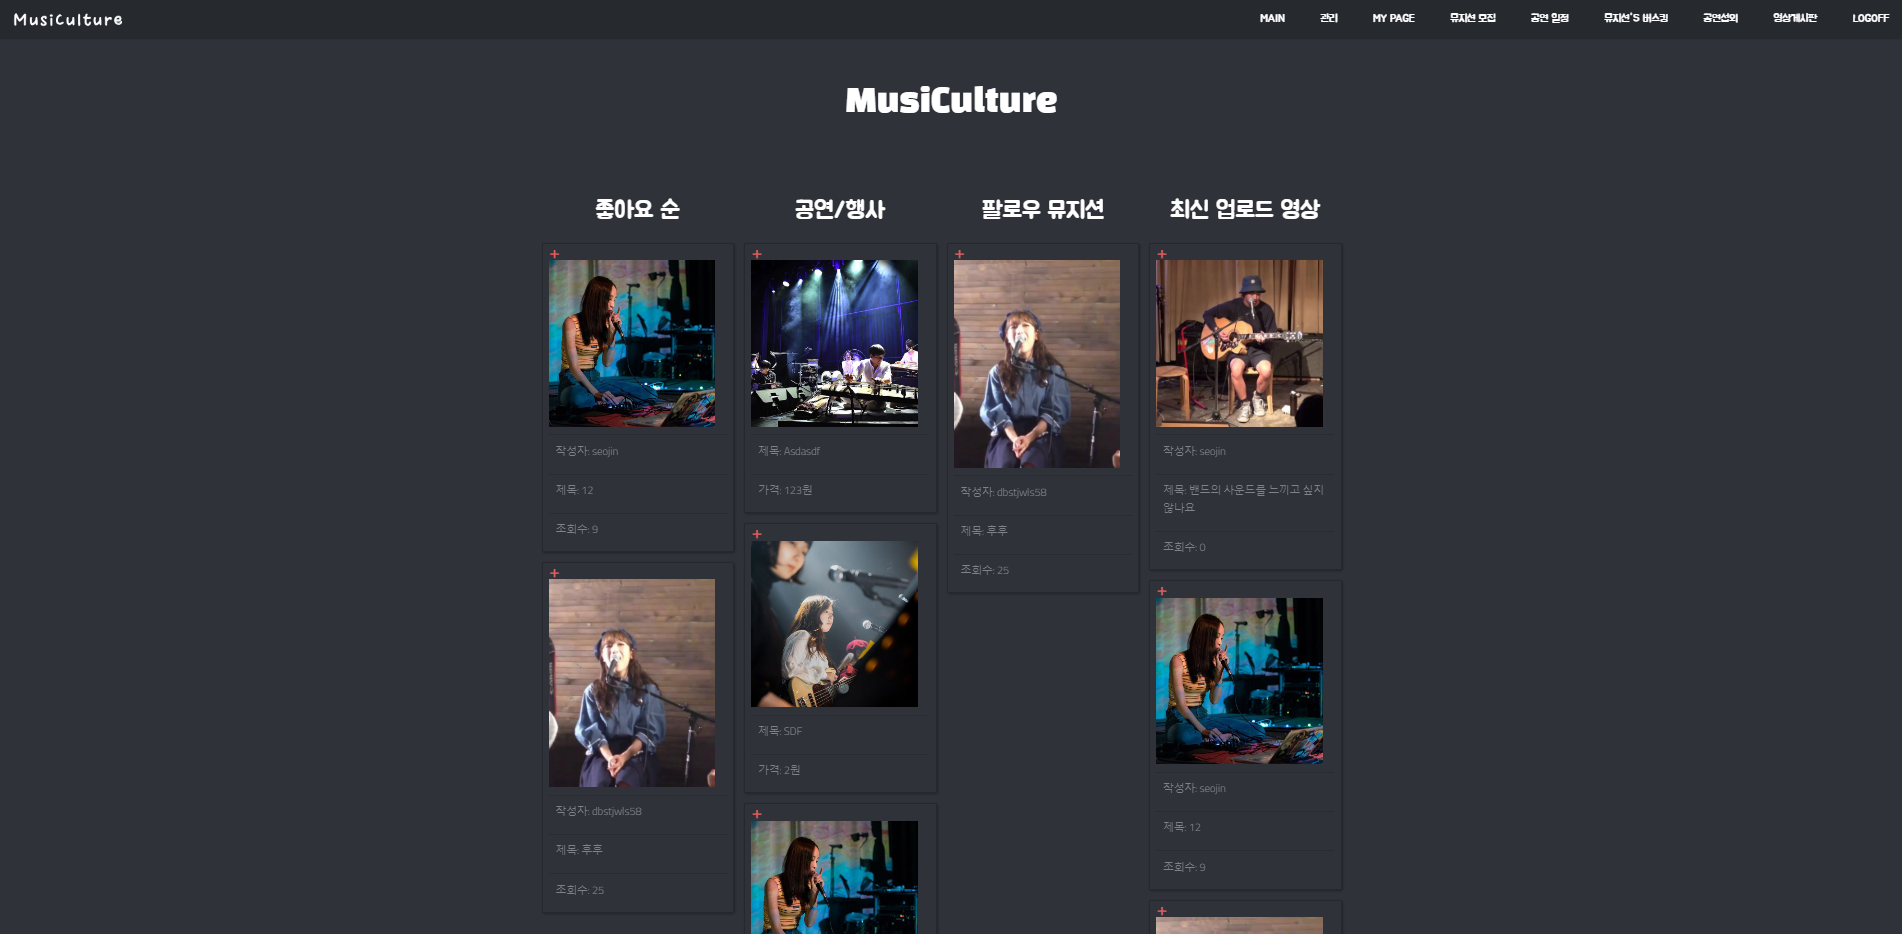 MusiCulture
MAIN 관리 MY PAGE 뮤지션 모집 공연 일정 뮤지션'S 버스킹 공연섭외 영상게시판 LOGOFF
MusiCulture
좋아요 순
+
작성자: seojin
제목: 12
조회수: 9
+
작성자: dbstjwls58
제목: 후후
조회수: 25
공연/행사
+
제목: Asdasdf
가격: 123원
+
제목: SDF
가격: 2원
+
팔로우 뮤지션
+
작성자: dbstjwls58
제목: 후후
조회수: 25
최신 업로드 영상
+
작성자: seojin
제목: 밴드의 사운드를 느끼고 싶지
않나요
조회수: 0
+
작성자: seojin
제목: 12
조회수: 9
+